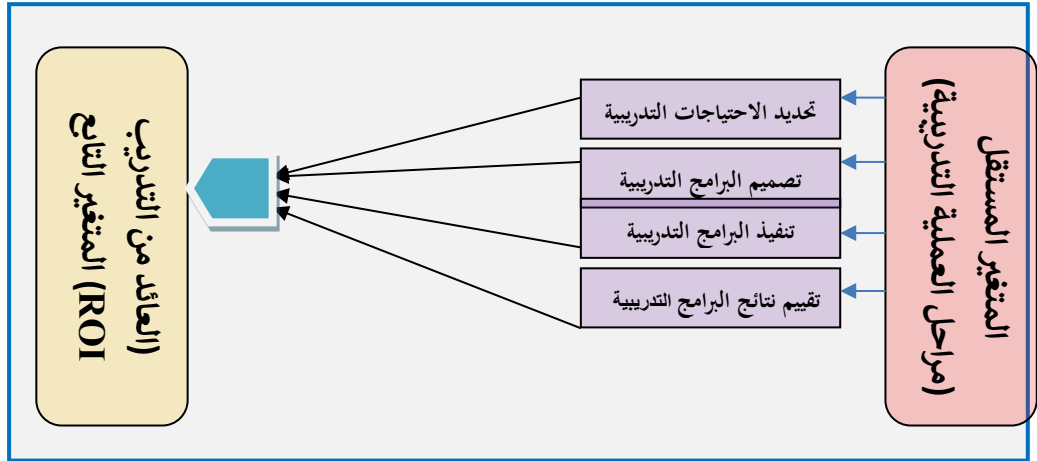 المتغير المستقل
(مراحل العملية التدريبية)
تحديد الاحتياجات التدريبية
تصميم البرامج التدريبية
تنفيذ البرامج التدريبية
تقييم نتائج البرامج التدريبية
(العائد من التدريب
ROI) المتغير التابع